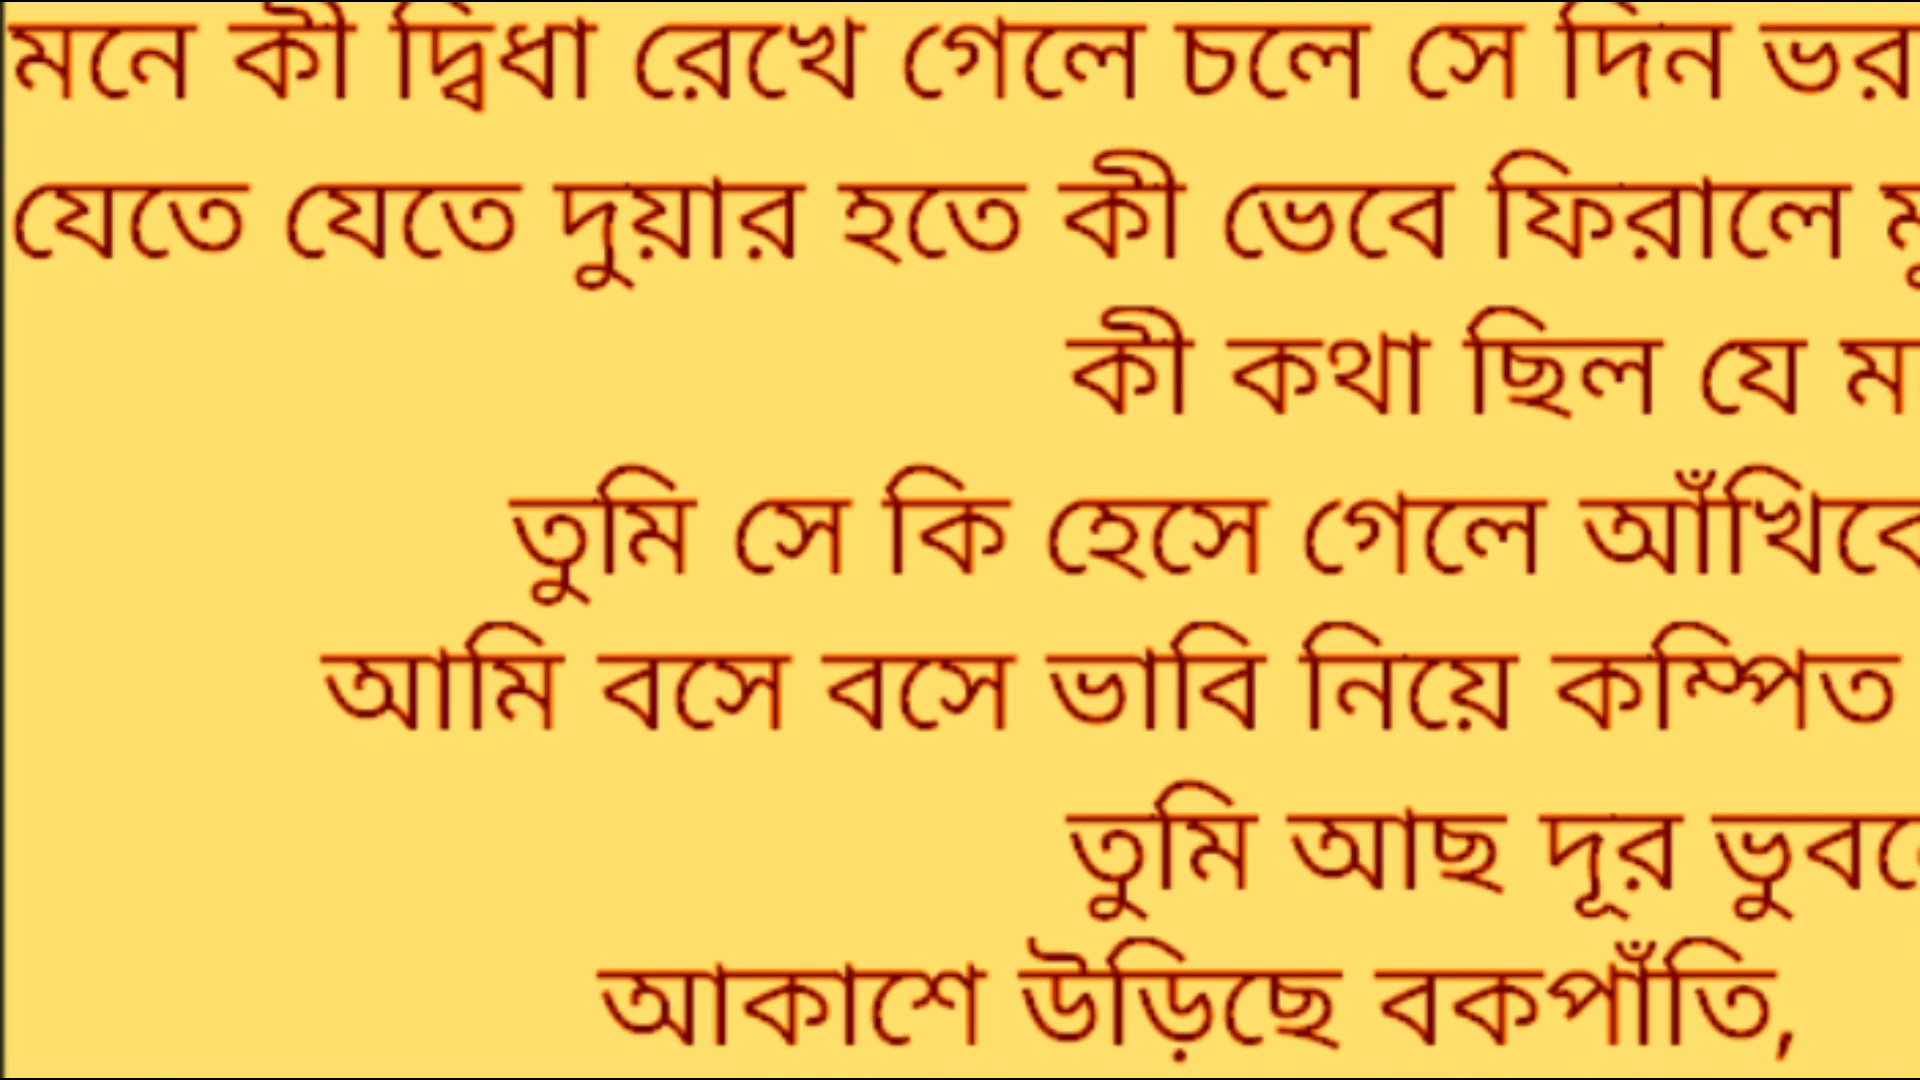 মনে কী দ্বিধা রেখে গেলে চলে সে দিন ভর
যেতে যেতে দুয়ার হতে কী ভেবে ফিরালে
কী কথা ছিল যে
তুমি সে কি হেসে গেলে
আমি বসে বসে ভাবি নিয়ে কম্পিত
তুমি আছ দূর
আকাশে উড়িছে বকপাঁতি,